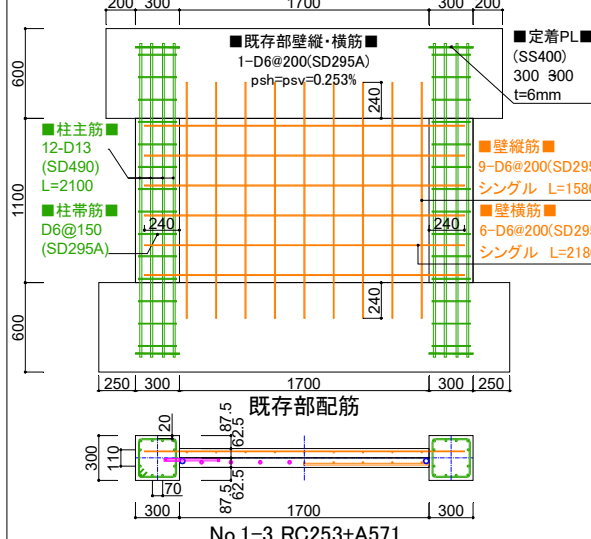 200 300 1700 300 200
■既存部壁縦・横筋■
1-D6@200(SD295A)
psh=psv=0.253%
■定着PL■
(SS400)
300 300
t=6mm
600
240
■柱主筋■
12-D13
(SD490)
L=2100
■壁縦筋■
9-D6@200(SD295
シングル L=1580
1100
■柱帯筋■
D6@150
(SD295A)
240
240
■壁横筋■
6-D6@200(SD295
シングル L=2180
240
600
250 300 1700 300 250
既存部配筋
300
110
20
70
87.5
62.5
87.5
62.5
300 1700 300
No.1-3 RC253+A571